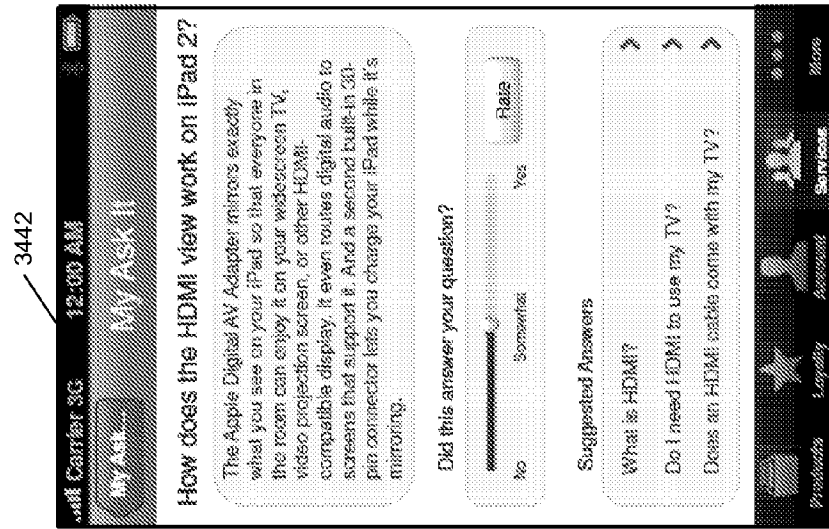 3442
Carrier 3G 12:00 AM
My Ask... My Ask It
How does the HDMI view work on iPad 2?
The Apple Digital AV Adapter mirrors exactly
what you see on your iPad so that everyone in
the room can enjoy it on your widescreen TV,
video projection screen, or other HDMI-
compatible display. It even routes digital audio to
screens that support it. And a second built-in 30-
pin connector lets you charge your iPad while it's
mirroring.
Did this answer your question?
No Somewhat Yes
Rate
Suggested Answers
What is HDMI?
Do I need HDMI to use my TV?
Does an HDMI cable come with my TV?
Products Loyalty Account Services More